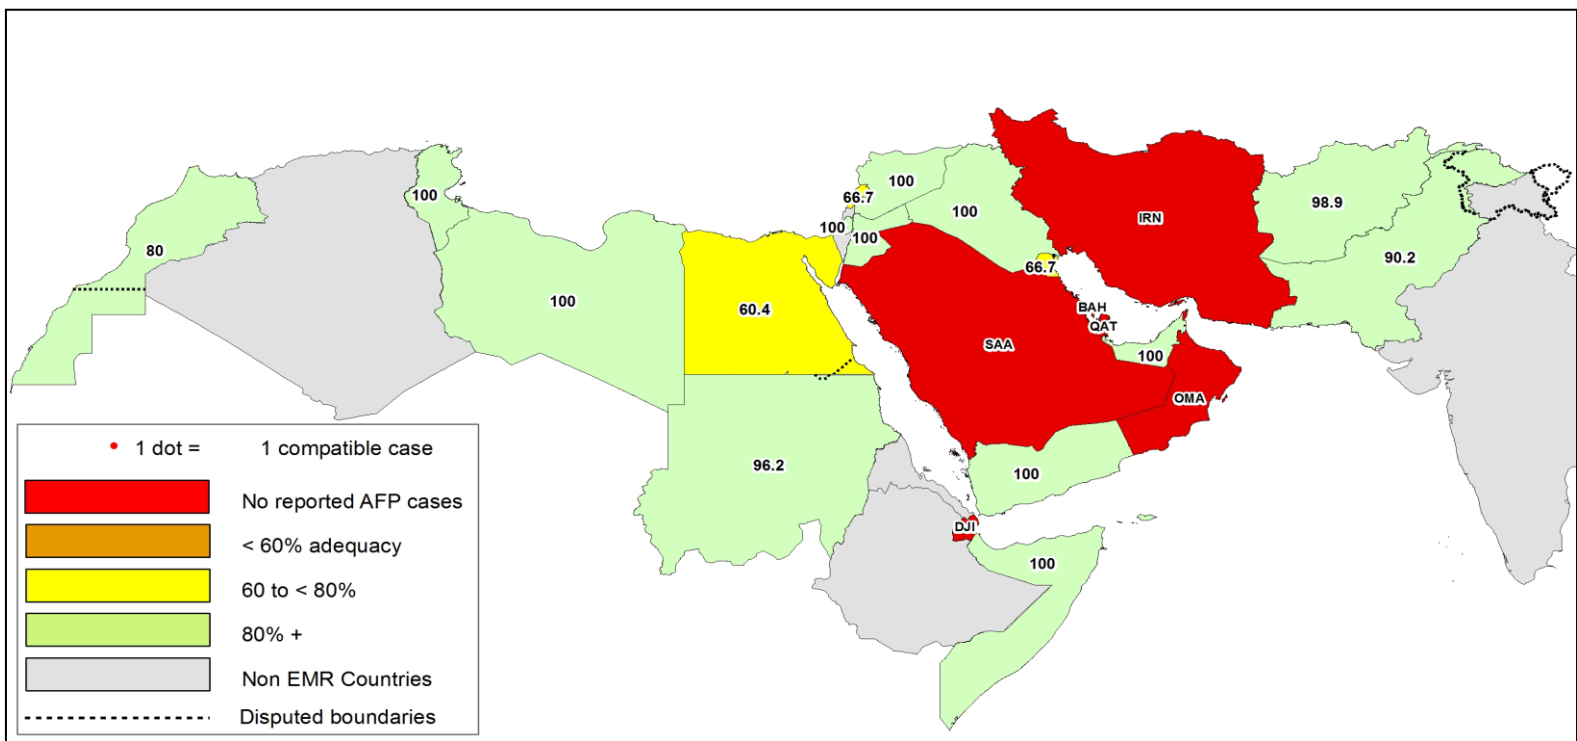 100
80
100
60.4
66.7
100
100
100
100
66.7
IRN
98.9
90.2
BAH
QAT
SAA
100
OMA
96.2
100
DJI
100
1 dot = 1 compatible case
No reported AFP cases
< 60% adequacy
60 to < 80%
80% +
Non EMR Countries
Disputed boundaries